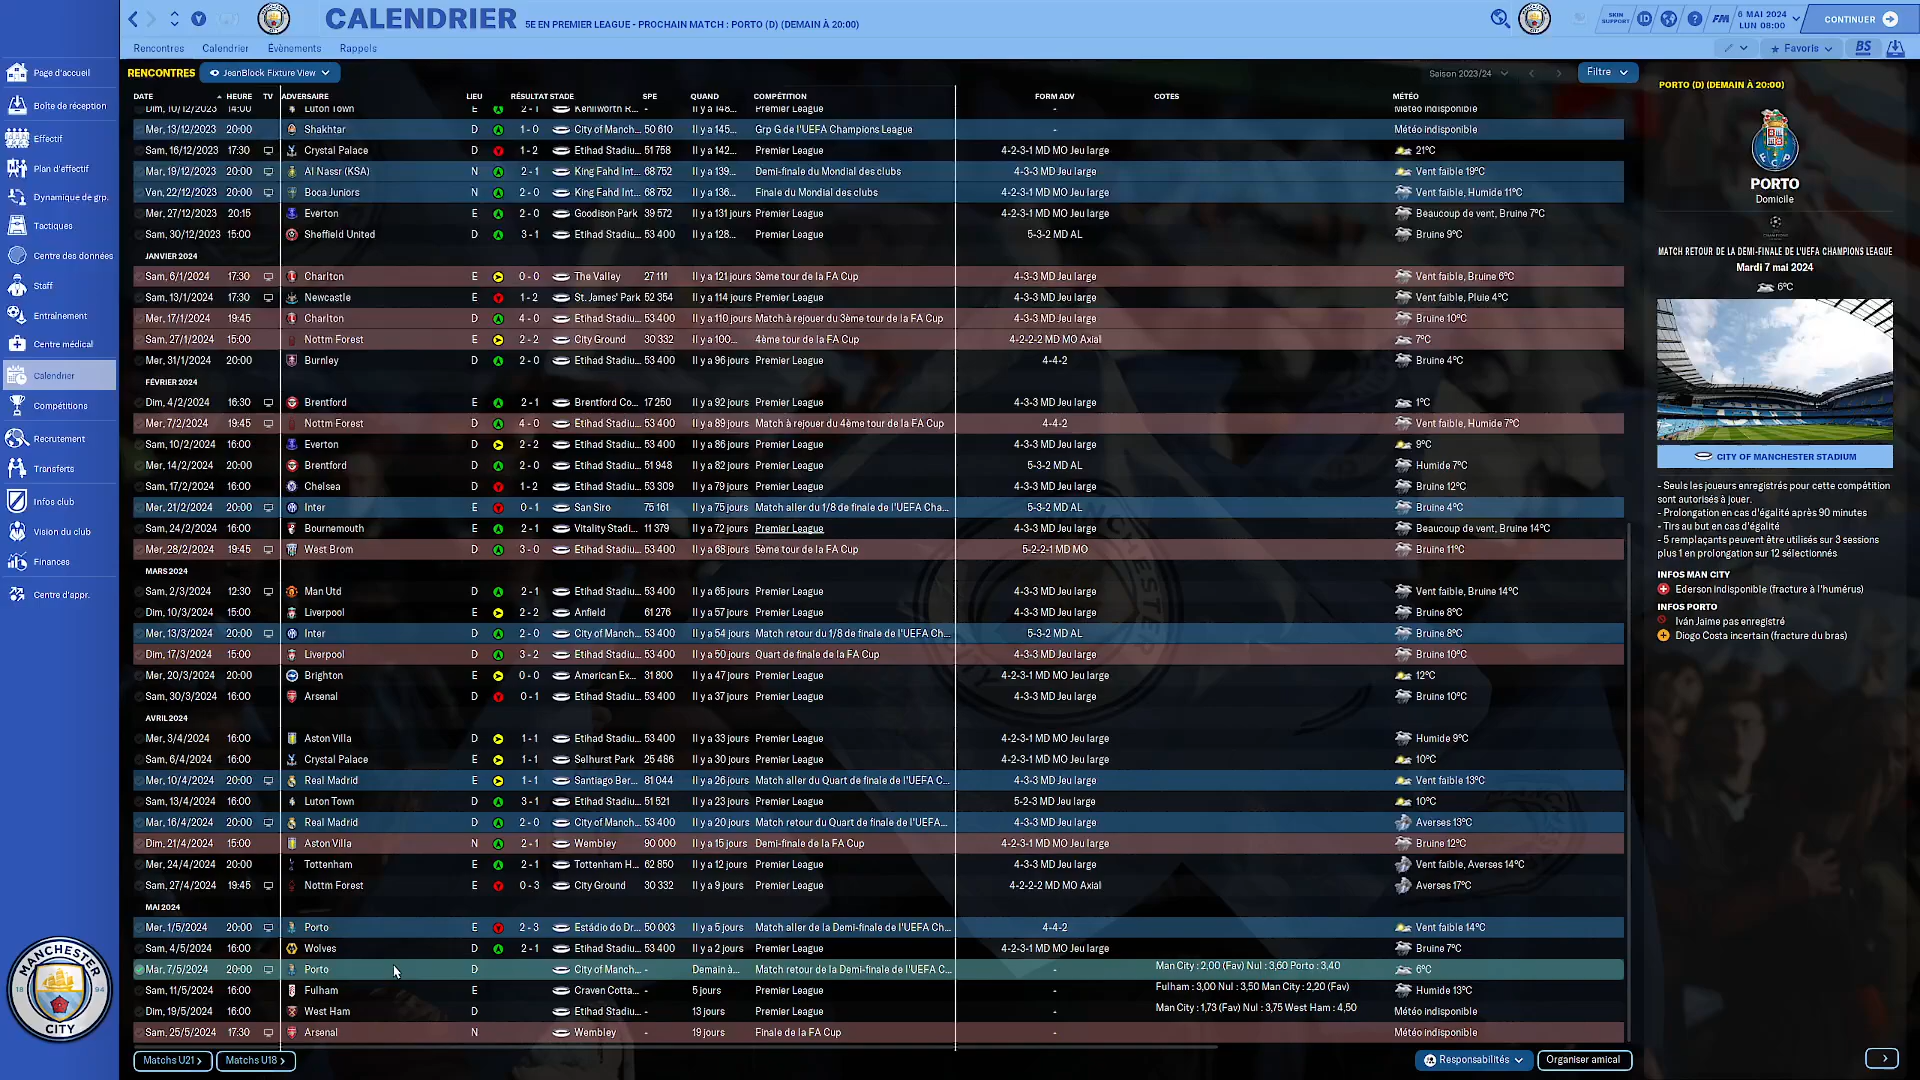 CALENDRIER
5E EN PREMIER LEAGUE - PROCHAIN MATCH : PORTO (D) (DEMAIN À 20:00)
SKIN SUPPORT
ID
?
FM
6 MAI 2024
LUN 08:00
CONTINUER
Rencontres Calendrier Évènements Rappels
Favoris
BS
Page d'accueil
Boîte de réception
Effectif
Plan d'effectif
Dynamique de grp.
Tactiques
Centre des données
Staff
Entraînement
Centre médical
Calendrier
Compétitions
Recrutement
Transferts
Infos club
Vision du club
Finances
Centre d'appr.
MANCHESTER
18 94
CITY
RENCONTRES JeanBlock Fixture View Saison 2023/24 Filtre
DATE HEURE TV ADVERSAIRE LIEU RÉSULTAT STADE SPE QUAND COMPÉTITION FORM ADV COTES MÉTÉO
Dim, 10/12/2023 14:00 Luton Town E A 2 - 1 Kenilworth R... - Il y a 148... Premier League Météo indisponible
Mer, 13/12/2023 20:00 Shakhtar D A 1 - 0 City of Manch... 50 610 Il y a 145... Grp G de l'UEFA Champions League - Météo indisponible
Sam, 16/12/2023 17:30 Crystal Palace D 1 - 2 Etihad Stadiu... 51 758 Il y a 142... Premier League 4-2-3-1 MD MO Jeu large 21°C
Mar, 19/12/2023 20:00 Al Nassr (KSA) N A 2 - 1 King Fahd Int... 68 752 Il y a 139... Demi-finale du Mondial des clubs 4-3-3 MD Jeu large Vent faible 19°C
Ven, 22/12/2023 20:00 Boca Juniors N A 2 - 0 King Fahd Int... 68 752 Il y a 136... Finale du Mondial des clubs 4-2-3-1 MD MO Jeu large Vent faible, Humide 11°C
Mer, 27/12/2023 20:15 Everton E A 2 - 0 Goodison Park 39 572 Il y a 131 jours Premier League 4-2-3-1 MD MO Jeu large Beaucoup de vent, Bruine 7°C
Sam, 30/12/2023 15:00 Sheffield United D A 3 - 1 Etihad Stadiu... 53 400 Il y a 128... Premier League 5-3-2 MD AL Bruine 9°C
JANVIER 2024
Sam, 6/1/2024 17:30 Charlton E 0 - 0 The Valley 27 111 Il y a 121 jours 3ème tour de la FA Cup 4-3-3 MD Jeu large Vent faible, Bruine 6°C
Sam, 13/1/2024 17:30 Newcastle E 1 - 2 St. James' Park 52 354 Il y a 114 jours Premier League 4-3-3 MD Jeu large Vent faible, Pluie 4°C
Mer, 17/1/2024 19:45 Charlton D A 4 - 0 Etihad Stadiu... 53 400 Il y a 110 jours Match à rejouer du 3ème tour de la FA Cup 4-3-3 MD Jeu large Bruine 10°C
Sam, 27/1/2024 15:00 Nottm Forest E 2 - 2 City Ground 30 332 Il y a 100... 4ème tour de la FA Cup 4-2-2-2 MD MO Axial 7°C
Mer, 31/1/2024 20:00 Burnley D A 2 - 0 Etihad Stadiu... 53 400 Il y a 96 jours Premier League 4-4-2 Bruine 4°C
FÉVRIER 2024
Dim, 4/2/2024 16:30 Brentford E A 2 - 1 Brentford Co... 17 250 Il y a 92 jours Premier League 4-3-3 MD Jeu large 1°C
Mer, 7/2/2024 19:45 Nottm Forest D A 4 - 0 Etihad Stadiu... 53 400 Il y a 89 jours Match à rejouer du 4ème tour de la FA Cup 4-4-2 Vent faible, Humide 7°C
Sam, 10/2/2024 16:00 Everton D 2 - 2 Etihad Stadiu... 53 400 Il y a 86 jours Premier League 4-3-3 MD Jeu large 9°C
Mer, 14/2/2024 20:00 Brentford D A 2 - 0 Etihad Stadiu... 51 948 Il y a 82 jours Premier League 5-3-2 MD AL Humide 7°C
Sam, 17/2/2024 16:00 Chelsea D 1 - 2 Etihad Stadiu... 53 309 Il y a 79 jours Premier League 4-3-3 MD Jeu large Bruine 12°C
Mer, 21/2/2024 20:00 Inter E 0 - 1 San Siro 75 161 Il y a 75 jours Match aller du 1/8 de finale de l'UEFA Cha... 5-3-2 MD AL Bruine 4°C
Sam, 24/2/2024 16:00 Bournemouth E A 2 - 1 Vitality Stadi... 11 379 Il y a 72 jours Premier League 4-3-3 MD Jeu large Beaucoup de vent, Bruine 14°C
Mer, 28/2/2024 19:45 West Brom D A 3 - 0 Etihad Stadiu... 53 400 Il y a 68 jours 5ème tour de la FA Cup 5-2-2-1 MD MO Bruine 11°C
MARS 2024
Sam, 2/3/2024 12:30 Man Utd D A 2 - 1 Etihad Stadiu... 53 400 Il y a 65 jours Premier League 4-3-3 MD Jeu large Vent faible, Bruine 14°C
Dim, 10/3/2024 15:00 Liverpool E 2 - 2 Anfield 61 276 Il y a 57 jours Premier League 4-3-3 MD Jeu large Bruine 8°C
Mer, 13/3/2024 20:00 Inter D A 2 - 0 City of Manch... 53 400 Il y a 54 jours Match retour du 1/8 de finale de l'UEFA Ch... 5-3-2 MD AL Bruine 8°C
Dim, 17/3/2024 15:00 Liverpool D A 3 - 2 Etihad Stadiu... 53 400 Il y a 50 jours Quart de finale de la FA Cup 4-3-3 MD Jeu large Bruine 10°C
Mer, 20/3/2024 20:00 Brighton E 0 - 0 American Ex... 31 800 Il y a 47 jours Premier League 4-2-3-1 MD MO Jeu large 12°C
Sam, 30/3/2024 16:00 Arsenal D 0 - 1 Etihad Stadiu... 53 400 Il y a 37 jours Premier League 4-3-3 MD Jeu large Bruine 10°C
AVRIL 2024
Mer, 3/4/2024 16:00 Aston Villa D 1 - 1 Etihad Stadiu... 53 400 Il y a 33 jours Premier League 4-2-3-1 MD MO Jeu large Humide 9°C
Sam, 6/4/2024 16:00 Crystal Palace E 1 - 1 Selhurst Park 25 486 Il y a 30 jours Premier League 4-2-3-1 MD MO Jeu large 10°C
Mer, 10/4/2024 20:00 Real Madrid E 1 - 1 Santiago Ber... 81 044 Il y a 26 jours Match aller du Quart de finale de l'UEFA C... 4-3-3 MD Jeu large Vent faible 13°C
Sam, 13/4/2024 16:00 Luton Town D A 3 - 1 Etihad Stadiu... 51 521 Il y a 23 jours Premier League 5-2-3 MD Jeu large 10°C
Mar, 16/4/2024 20:00 Real Madrid D A 2 - 0 City of Manch... 53 400 Il y a 20 jours Match retour du Quart de finale de l'UEFA... 4-3-3 MD Jeu large Averses 13°C
Dim, 21/4/2024 15:00 Aston Villa N A 2 - 1 Wembley 90 000 Il y a 15 jours Demi-finale de la FA Cup 4-2-3-1 MD MO Jeu large Bruine 12°C
Mer, 24/4/2024 20:00 Tottenham E A 2 - 1 Tottenham H... 62 850 Il y a 12 jours Premier League 4-3-3 MD Jeu large Vent faible, Averses 14°C
Sam, 27/4/2024 19:45 Nottm Forest E 0 - 3 City Ground 30 332 Il y a 9 jours Premier League 4-2-2-2 MD MO Axial Averses 17°C
MAI 2024
Mer, 1/5/2024 20:00 Porto E 2 - 3 Estádio do Dr... 50 003 Il y a 5 jours Match aller de la Demi-finale de l'UEFA Ch... 4-4-2 Vent faible 14°C
Sam, 4/5/2024 16:00 Wolves D A 2 - 1 Etihad Stadiu... 53 400 Il y a 2 jours Premier League 4-2-3-1 MD MO Jeu large Bruine 7°C
Mar, 7/5/2024 20:00 Porto D City of Manch... - Demain à... Match retour de la Demi-finale de l'UEFA C... - Man City : 2,00 (Fav) Nul : 3,60 Porto : 3,40 6°C
Sam, 11/5/2024 16:00 Fulham E Craven Cotta... - 5 jours Premier League - Fulham : 3,00 Nul : 3,50 Man City : 2,20 (Fav) Humide 13°C
Dim, 19/5/2024 16:00 West Ham D Etihad Stadiu... - 13 jours Premier League - Man City : 1,73 (Fav) Nul : 3,75 West Ham : 4,50 Météo indisponible
Sam, 25/5/2024 17:30 Arsenal N Wembley - 19 jours Finale de la FA Cup - Météo indisponible
Matchs U21 Matchs U18 Responsabilités Organiser amical
PORTO (D) (DEMAIN À 20:00)
PORTO
Domicile
MATCH RETOUR DE LA DEMI-FINALE DE L'UEFA CHAMPIONS LEAGUE
Mardi 7 mai 2024
6°C
CITY OF MANCHESTER STADIUM
- Seuls les joueurs enregistrés pour cette compétition
sont autorisés à jouer.
- Prolongation en cas d'égalité après 90 minutes
- Tirs au but en cas d'égalité
- 5 remplaçants peuvent être utilisés sur 3 sessions
plus 1 en prolongation sur 12 sélectionnés
INFOS MAN CITY
Ederson indisponible (fracture à l'humérus)
INFOS PORTO
Iván Jaime pas enregistré
Diogo Costa incertain (fracture du bras)